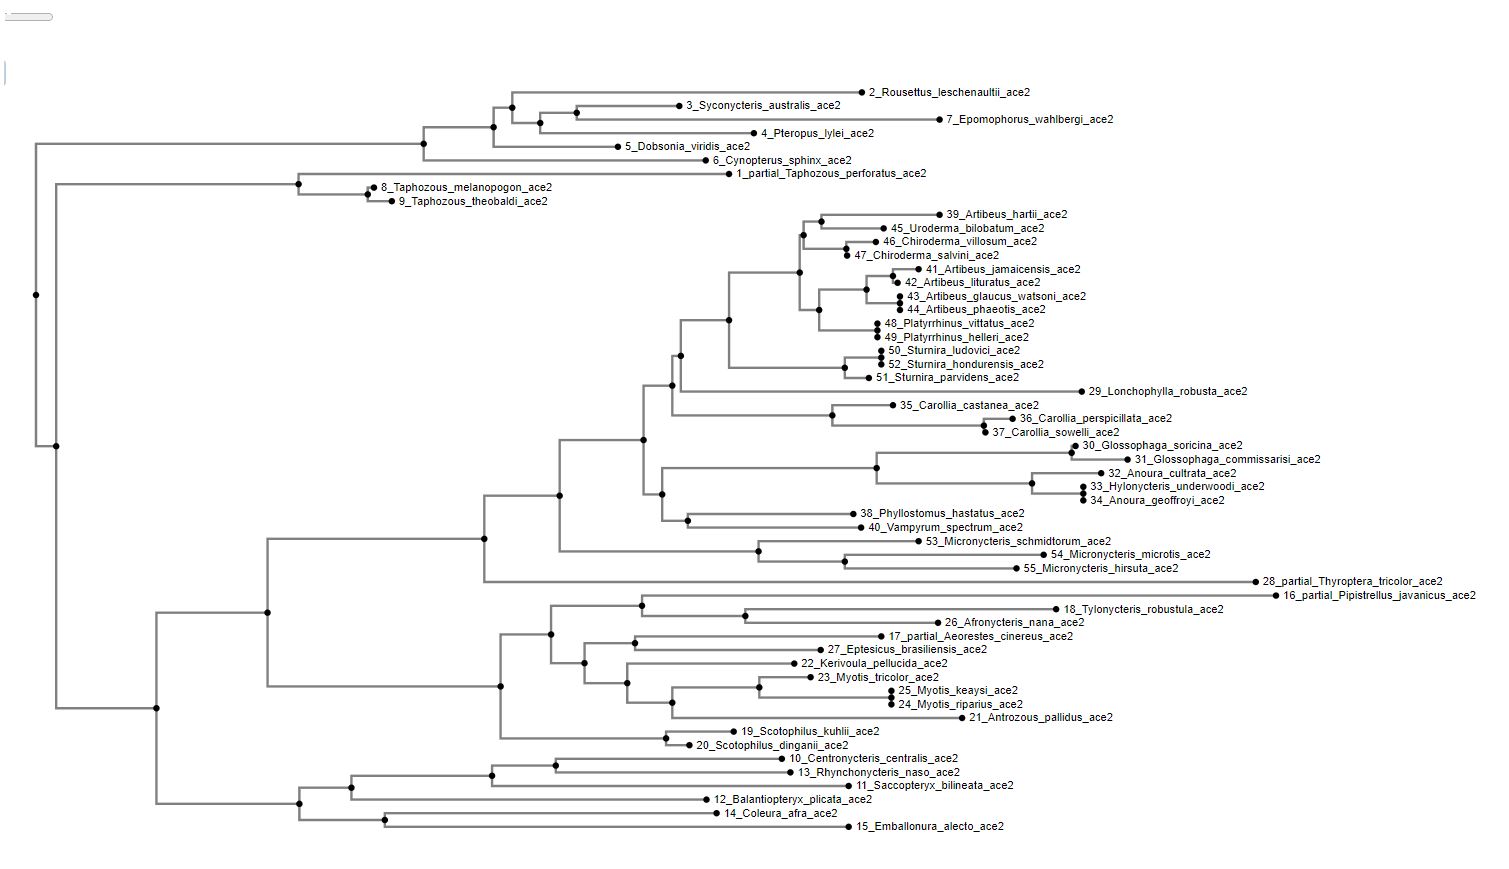 2_Rousettus_leschenaultii_ace2
3_Syconycteris_australis_ace2
7_Epomophorus_wahlbergi_ace2
4_Pteropus_lylei_ace2
5_Dobsonia_viridis_ace2
6_Cynopterus_sphinx_ace2
1_partial_Taphozous_perforatus_ace2
8_Taphozous_melanopogon_ace2
9_Taphozous_theobaldi_ace2
39_Artibeus_hartii_ace2
45_Uroderma_bilobatum_ace2
46_Chiroderma_villosum_ace2
47_Chiroderma_salvini_ace2
41_Artibeus_jamaicensis_ace2
42_Artibeus_lituratus_ace2
43_Artibeus_glaucus_watsoni_ace2
44_Artibeus_phaeotis_ace2
48_Platyrrhinus_vittatus_ace2
49_Platyrrhinus_helleri_ace2
50_Sturnira_ludovici_ace2
52_Sturnira_hondurensis_ace2
51_Sturnira_parvidens_ace2
29_Lonchophylla_robusta_ace2
35_Carollia_castanea_ace2
36_Carollia_perspicillata_ace2
37_Carollia_sowelli_ace2
30_Glossophaga_soricina_ace2
31_Glossophaga_commissarisi_ace2
32_Anoura_cultrata_ace2
33_Hylonycteris_underwoodi_ace2
34_Anoura_geoffroyi_ace2
38_Phyllostomus_hastatus_ace2
40_Vampyrum_spectrum_ace2
53_Micronycteris_schmidtorum_ace2
54_Micronycteris_microtis_ace2
55_Micronycteris_hirsuta_ace2
28_partial_Thyroptera_tricolor_ace2
16_partial_Pipistrellus_javanicus_ace2
18_Tylonycteris_robustula_ace2
26_Afronycteris_nana_ace2
17_partial_Aeorestes_cinereus_ace2
27_Eptesicus_brasiliensis_ace2
22_Kerivoula_pellucida_ace2
23_Myotis_tricolor_ace2
25_Myotis_keaysi_ace2
24_Myotis_riparius_ace2
21_Antrozous_pallidus_ace2
19_Scotophilus_kuhlii_ace2
20_Scotophilus_dinganii_ace2
10_Centronycteris_centralis_ace2
13_Rhynchonycteris_naso_ace2
11_Saccopteryx_bilineata_ace2
12_Balantiopteryx_plicata_ace2
14_Coleura_afra_ace2
15_Emballonura_alecto_ace2